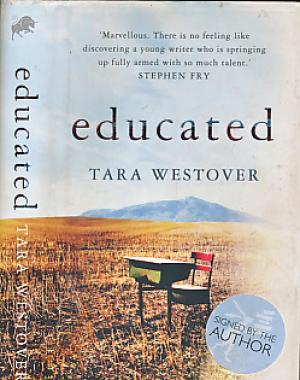 educated
TARA WESTOVER
'Marvellous. There is no feeling like
discovering a young writer who is springing
up fully armed with so much talent.'
STEPHEN FRY
educated
TARA WESTOVER
SIGNED BY THE
AUTHOR